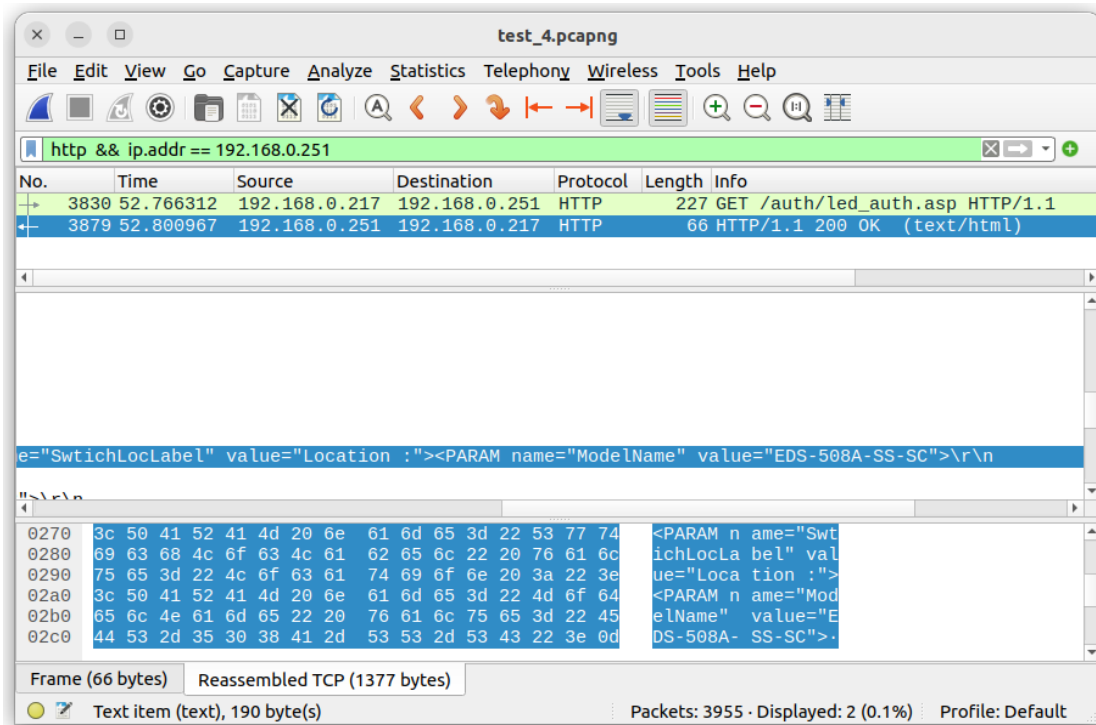 test_4.pcapng
File Edit View Go Capture Analyze Statistics Telephony Wireless Tools Help
http && ip.addr == 192.168.0.251
No. Time Source Destination Protocol Length Info
3830 52.766312 192.168.0.217 192.168.0.251 HTTP 227 GET /auth/led_auth.asp HTTP/1.1
3879 52.800967 192.168.0.251 192.168.0.217 HTTP 66 HTTP/1.1 200 OK (text/html)
e="SwtichLocLabel" value="Location :"><PARAM name="ModelName" value="EDS-508A-SS-SC">\r\n
">\r\n
0270 3c 50 41 52 41 4d 20 6e 61 6d 65 3d 22 53 77 74 <PARAM n ame="Swt
0280 69 63 68 4c 6f 63 4c 61 62 65 6c 22 20 76 61 6c ichLocLa bel" val
0290 75 65 3d 22 4c 6f 63 61 74 69 6f 6e 20 3a 22 3e ue="Loca tion :">
02a0 3c 50 41 52 41 4d 20 6e 61 6d 65 3d 22 4d 6f 64 <PARAM n ame="Mod
02b0 65 6c 4e 61 6d 65 22 20 76 61 6c 75 65 3d 22 45 elName" value="E
02c0 44 53 2d 35 30 38 41 2d 53 53 2d 53 43 22 3e 0d DS-508A- SS-SC">·
Frame (66 bytes) Reassembled TCP (1377 bytes)
Text item (text), 190 byte(s) Packets: 3955 · Displayed: 2 (0.1%) Profile: Default